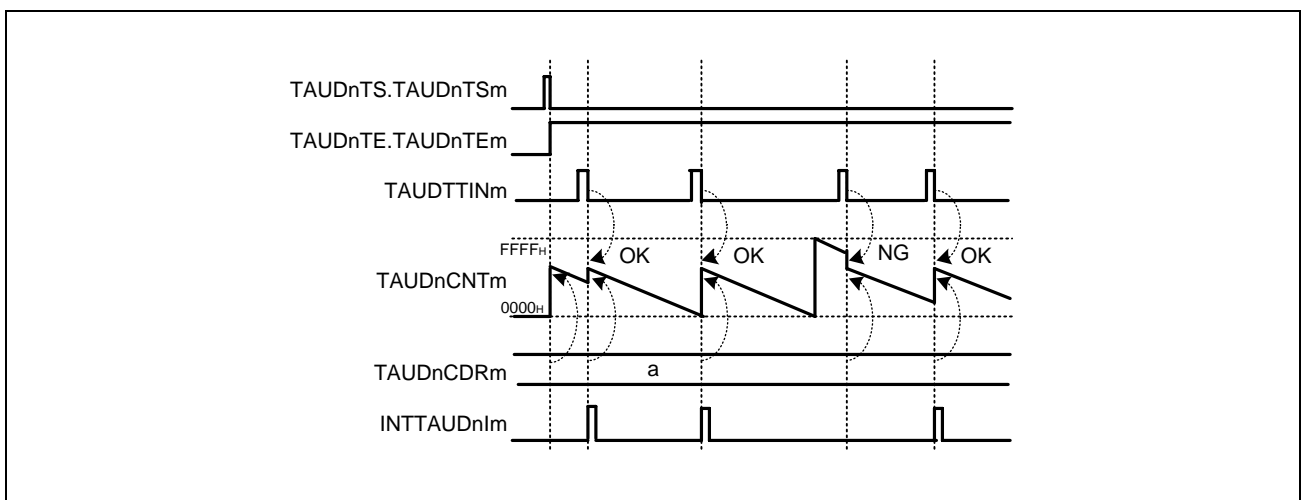 TAUDnTS.TAUDnTSm
TAUDnTE.TAUDnTEm
TAUDTTINm
FFFFH
OK
OK
NG
OK
TAUDnCNTm
0000H
TAUDnCDRm
a
INTTAUDnIm